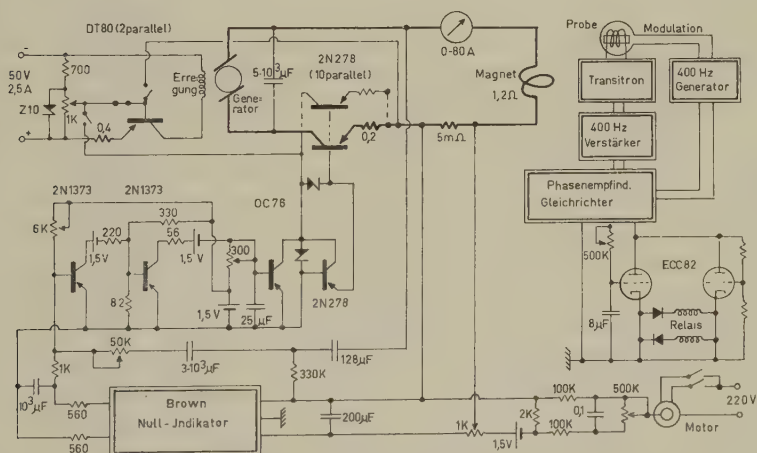 DT80 (2parallel)
-
50V
2,5A
+
700
Z10
1K
0,4
Erre-
gung
Gene-
rator
5·10³µF
2N278
(10parallel)
0-80A
Magnet
1,2Ω
0,2
5mΩ
Probe
Modulation
Transitron
400 Hz
Generator
400 Hz
Verstärker
Phasenempfind.
Gleichrichter
2N1373
2N1373
OC76
6K
220
1,5V
330
56
1,5V
300
82
1,5V
25µF
2N278
500K
ECC82
8µF
Relais
50K
3·10³µF
128µF
330K
1K
10³µF
560
560
Brown
Null-Jndikator
200µF
1K
1,5V
2K
100K
100K
0,1
500K
Motor
220V